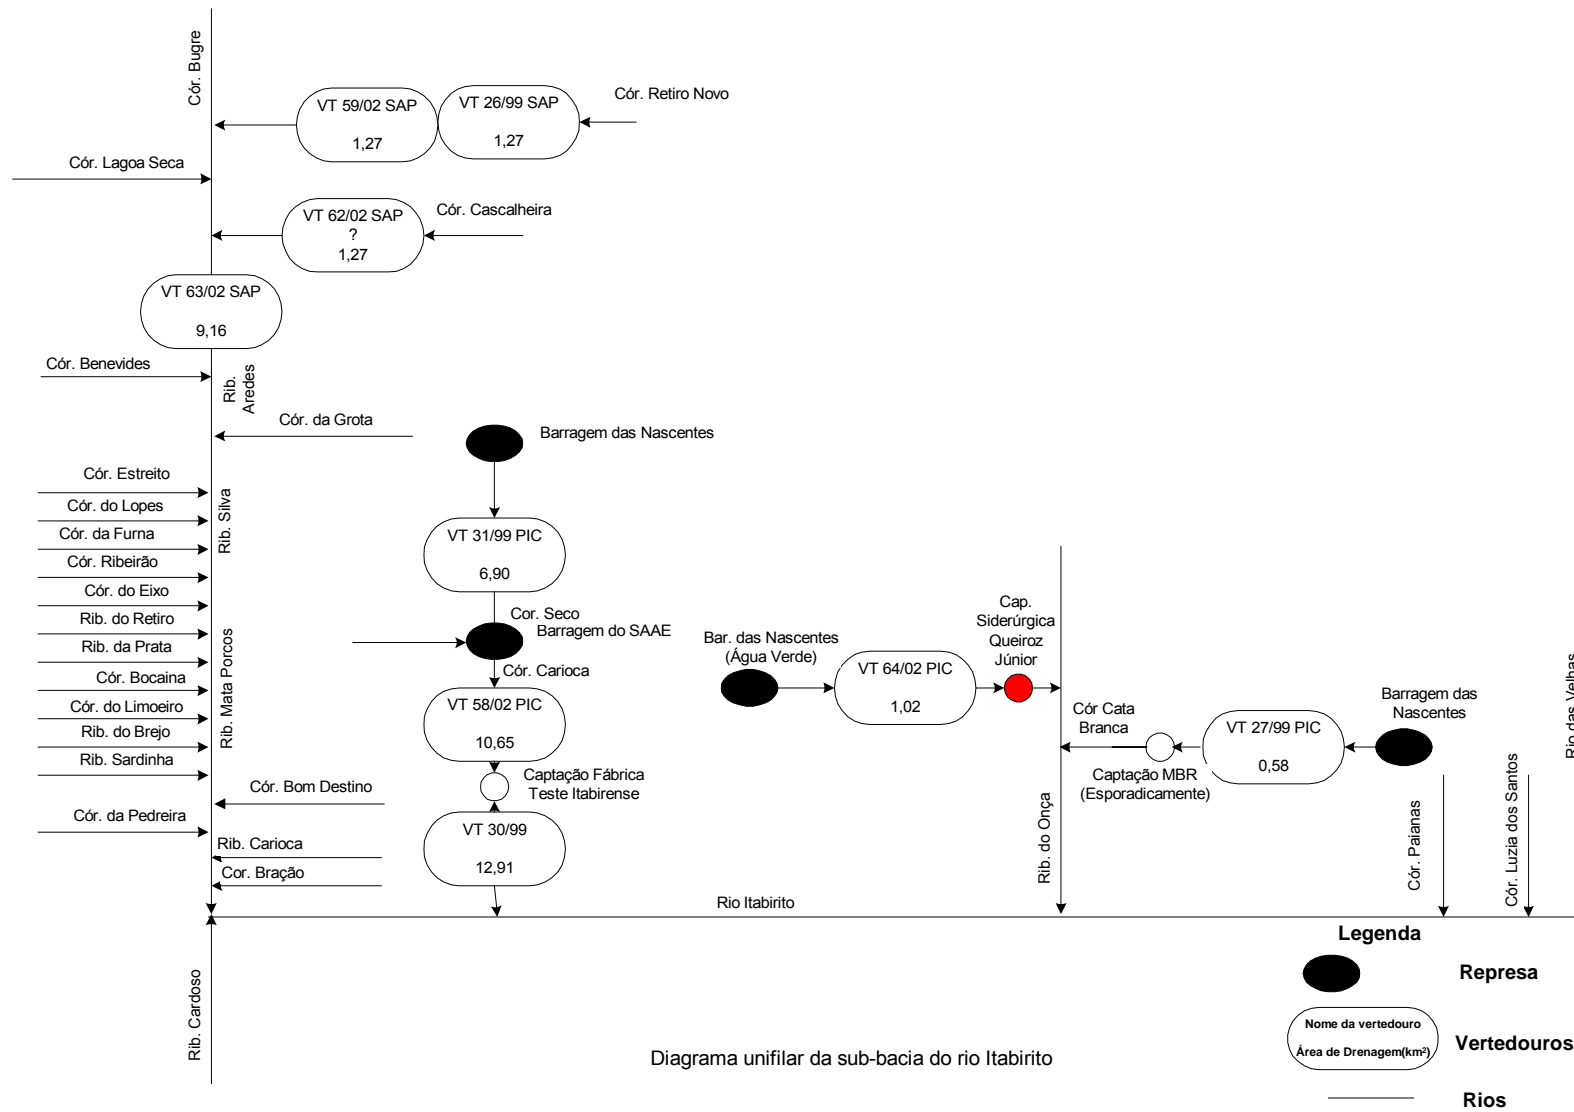 Cór. Bugre
VT 59/02 SAP
1,27
VT 26/99 SAP
1,27
Cór. Retiro Novo
Cór. Lagoa Seca
VT 62/02 SAP
?
1,27
Cór. Cascalheira
VT 63/02 SAP
9,16
Cór. Benevides
Rib.
Aredes
Cór. da Grota
Barragem das Nascentes
Cór. Estreito
Cór. do Lopes
Cór. da Furna
Cór. Ribeirão
Cór. do Eixo
Rib. do Retiro
Rib. da Prata
Cór. Bocaina
Cór. do Limoeiro
Rib. do Brejo
Rib. Sardinha
Rib. Silva
Rib. Mata Porcos
VT 31/99 PIC
6,90
Cor. Seco
Barragem do SAAE
Cór. Carioca
VT 58/02 PIC
10,65
Captação Fábrica
Teste Itabirense
VT 30/99
12,91
Cór. Bom Destino
Cór. da Pedreira
Rib. Carioca
Cor. Bração
Bar. das Nascentes
(Água Verde)
VT 64/02 PIC
1,02
Cap.
Siderúrgica
Queiroz
Júnior
Cór Cata
Branca
Captação MBR
(Esporadicamente)
VT 27/99 PIC
0,58
Barragem das
Nascentes
Rib. do Onça
Cór. Paianas
Cór. Luzia dos Santos
Rio das Velhas
Rio Itabirito
Rib. Cardoso
Diagrama unifilar da sub-bacia do rio Itabirito
Legenda
Represa
Nome da vertedouro
Área de Drenagem(km²)
Vertedouros
Rios